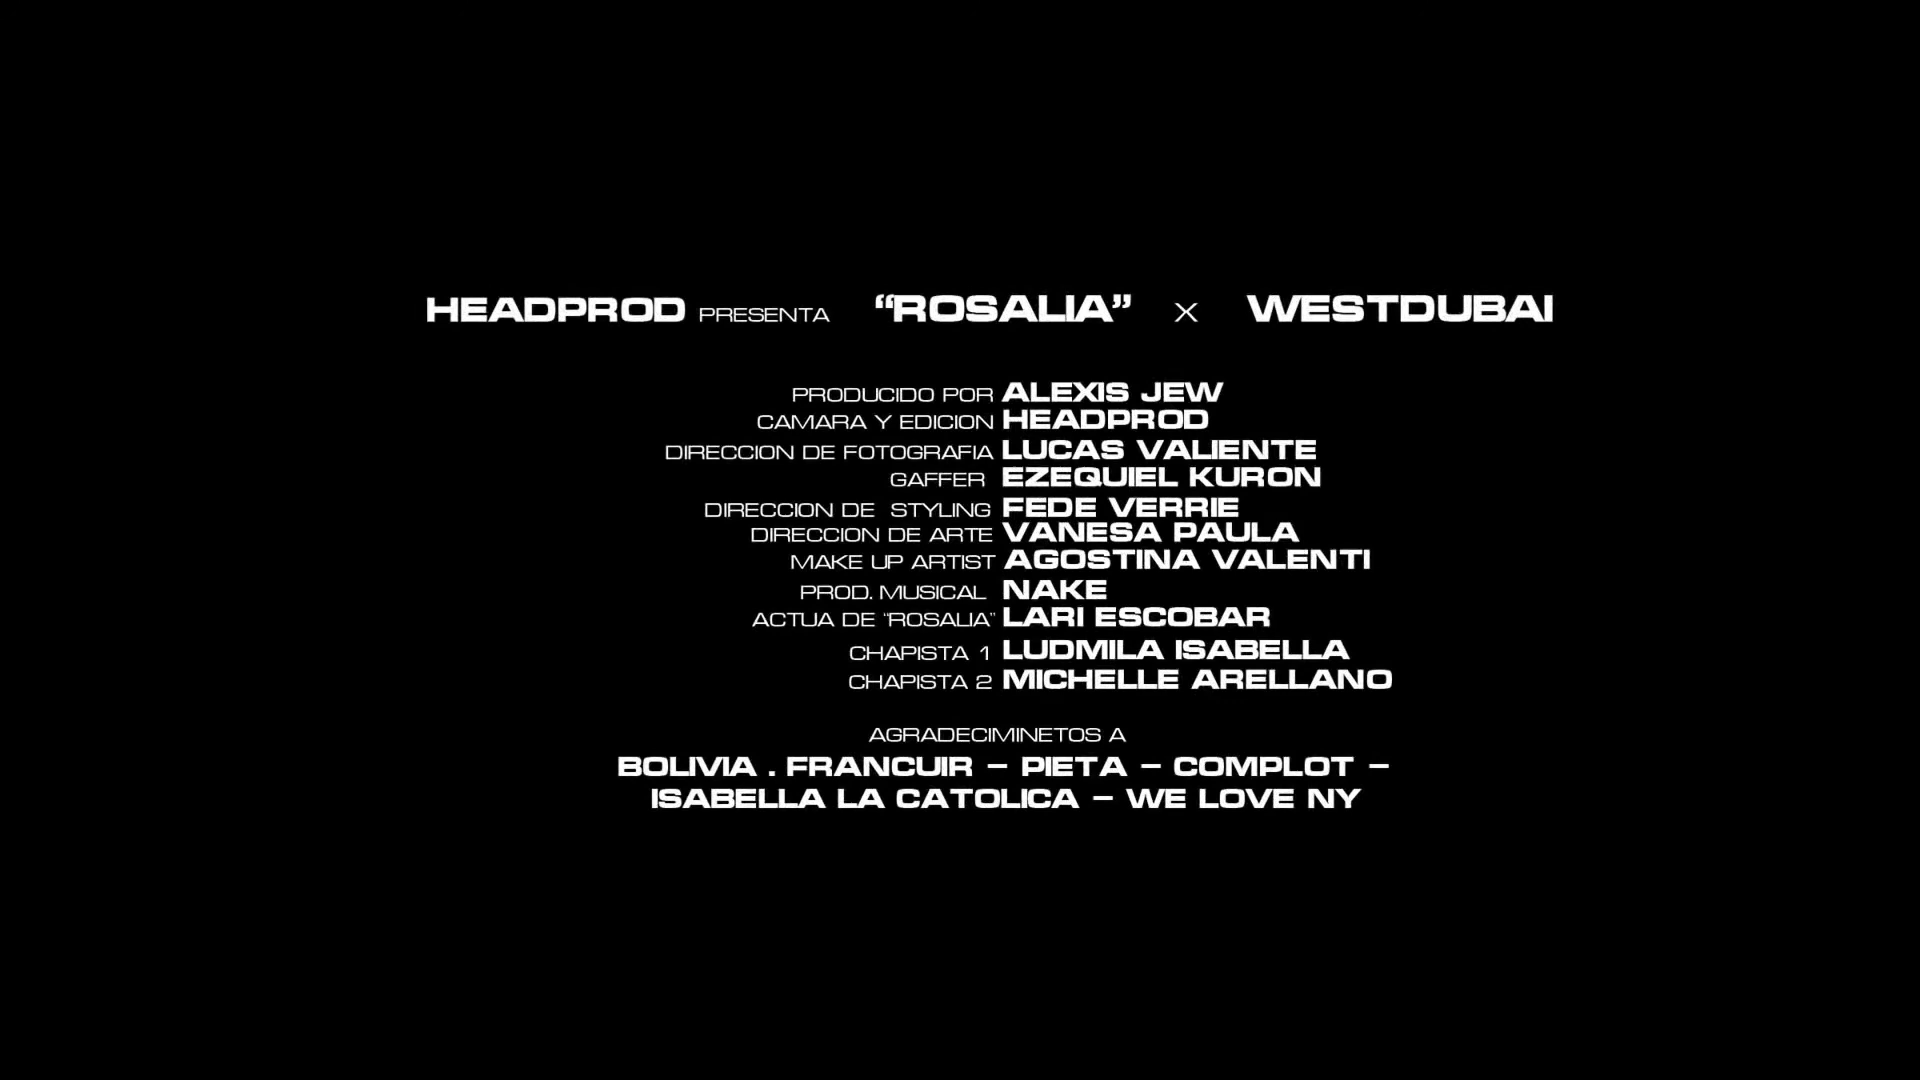 HEADPROD PRESENTA “ROSALIA” X WESTDUBAI
PRODUCIDO POR ALEXIS JEW
CAMARA Y EDICION HEADPROD
DIRECCION DE FOTOGRAFIA LUCAS VALIENTE
GAFFER EZEQUIEL KURON
DIRECCION DE STYLING FEDE VERRIE
DIRECCION DE ARTE VANESA PAULA
MAKE UP ARTIST AGOSTINA VALENTI
PROD. MUSICAL NAKE
ACTUA DE “ROSALIA” LARI ESCOBAR
CHAPISTA 1 LUDMILA ISABELLA
CHAPISTA 2 MICHELLE ARELLANO
AGRADECIMINETOS A
BOLIVIA . FRANCUIR – PIETA – COMPLOT –
ISABELLA LA CATOLICA – WE LOVE NY